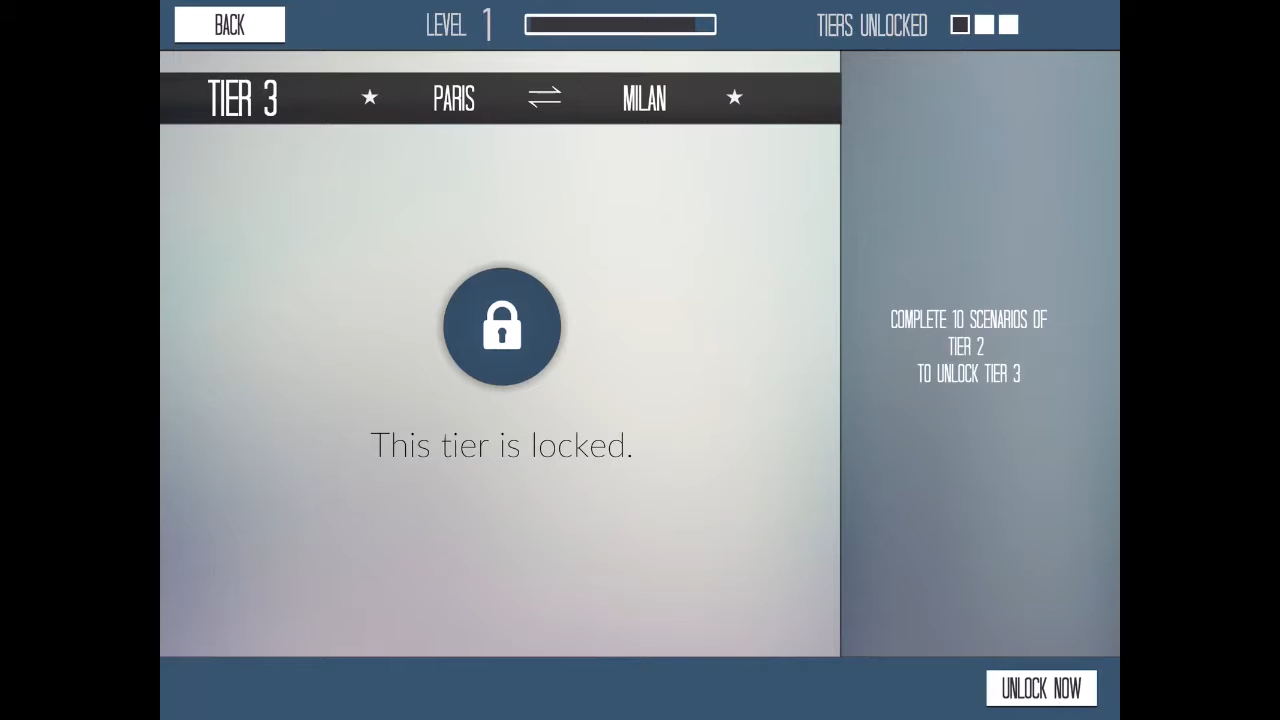 BACK
LEVEL 1
TIERS UNLOCKED
TIER 3
PARIS
MILAN
This tier is locked.
COMPLETE 10 SCENARIOS OF
TIER 2
TO UNLOCK TIER 3
UNLOCK NOW